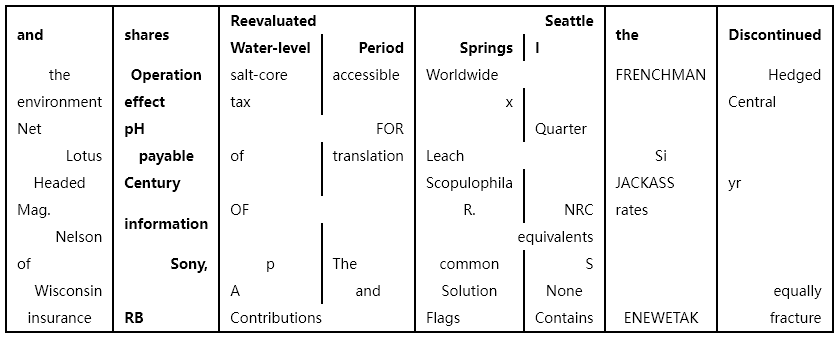 and shares Reevaluated Seattle the Discontinued
Water-level Period Springs I
the Operation salt-core accessible Worldwide FRENCHMAN Hedged
environment effect tax x Central
Net pH FOR Quarter
Lotus payable of translation Leach Si
Headed Century Scopulophila JACKASS yr
Mag. information OF R. NRC rates
Nelson equivalents
of Sony, p The common S
Wisconsin A and Solution None equally
insurance RB Contributions Flags Contains ENEWETAK fracture